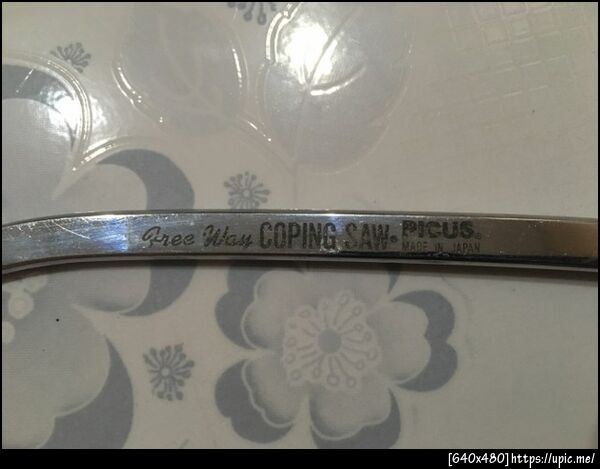 Free Way COPING SAW-PICUS®
MADE IN JAPAN
[640x480]https://upic.me/